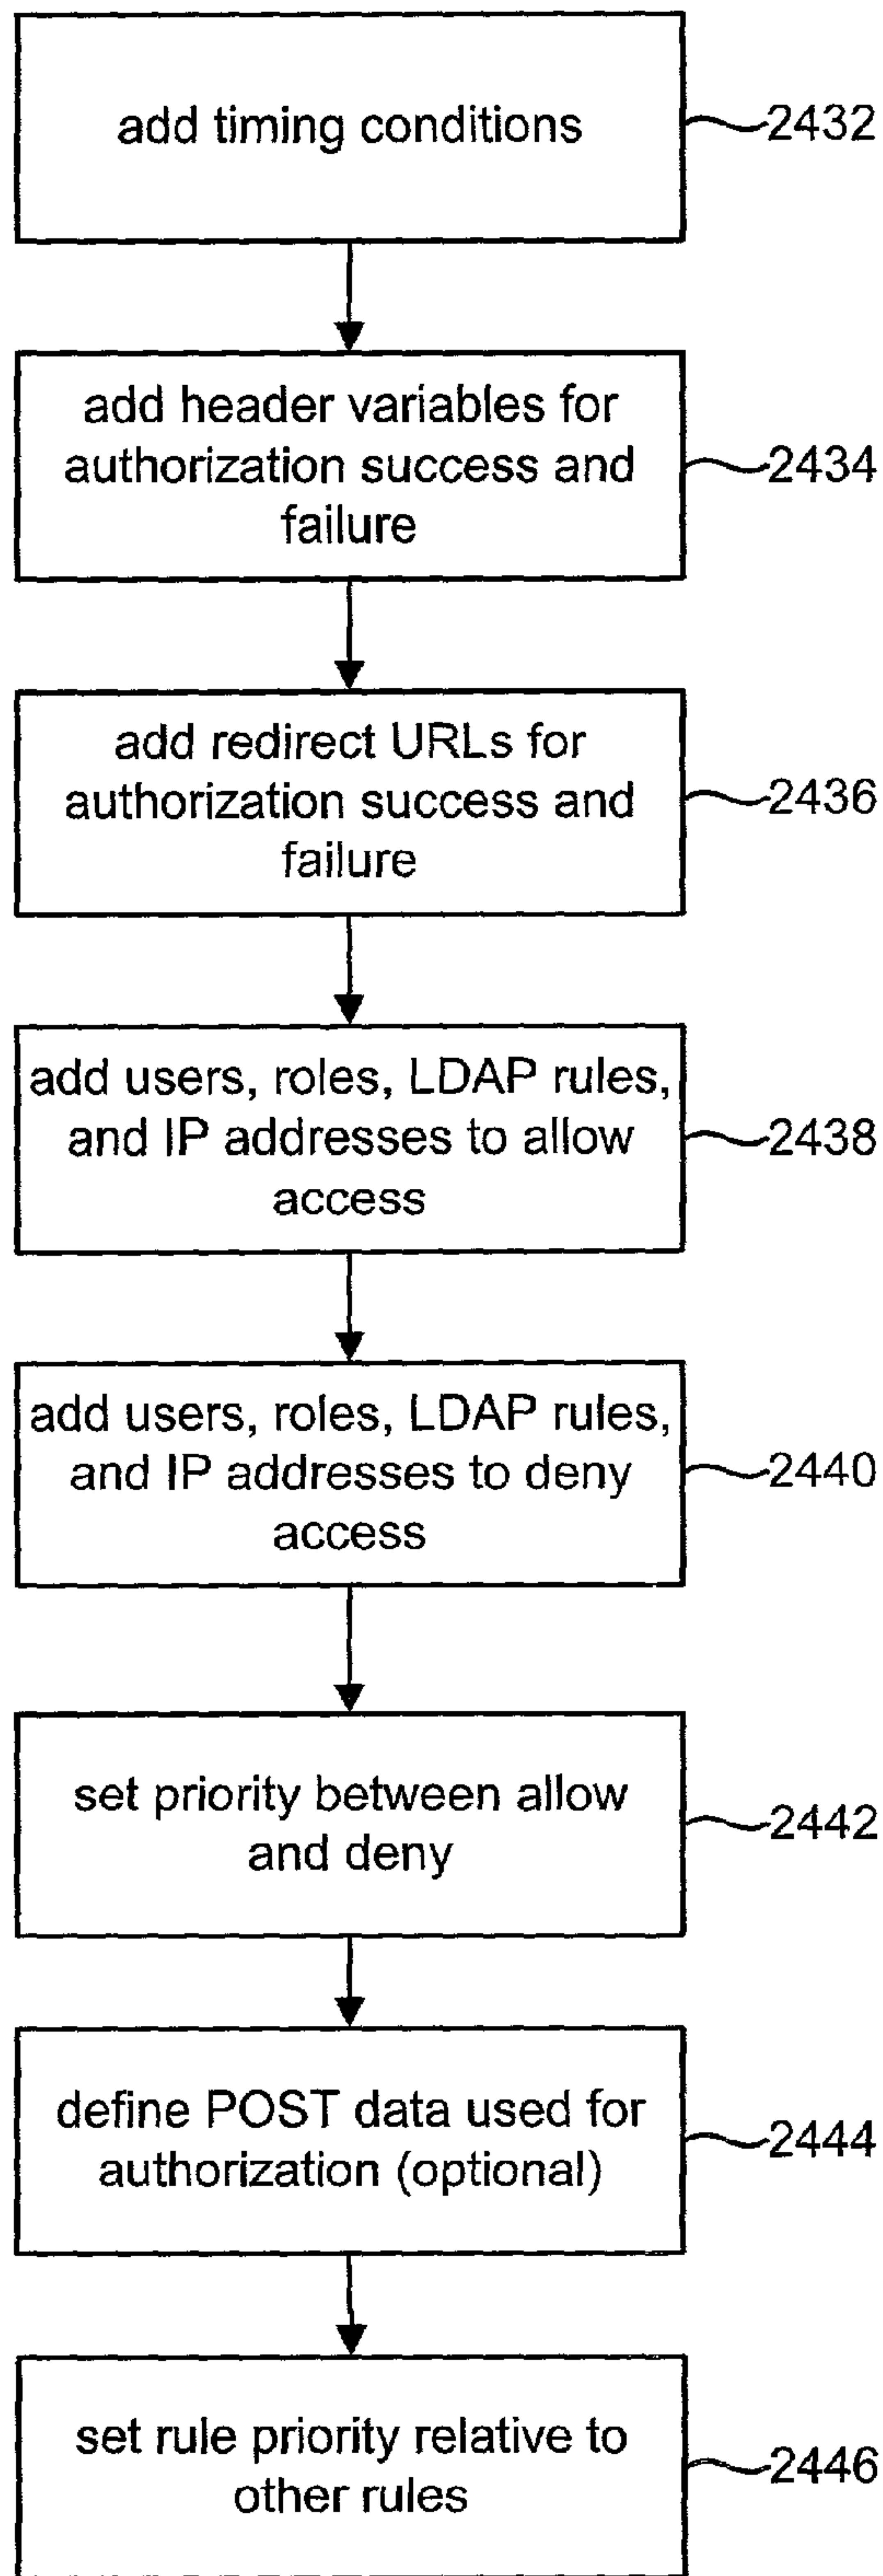 add timing conditions
2432
add header variables for
authorization success and
failure
2434
add redirect URLs for
authorization success and
failure
2436
add users, roles, LDAP rules,
and IP addresses to allow
access
2438
add users, roles, LDAP rules,
and IP addresses to deny
access
2440
set priority between allow
and deny
2442
define POST data used for
authorization (optional)
2444
set rule priority relative to
other rules
2446